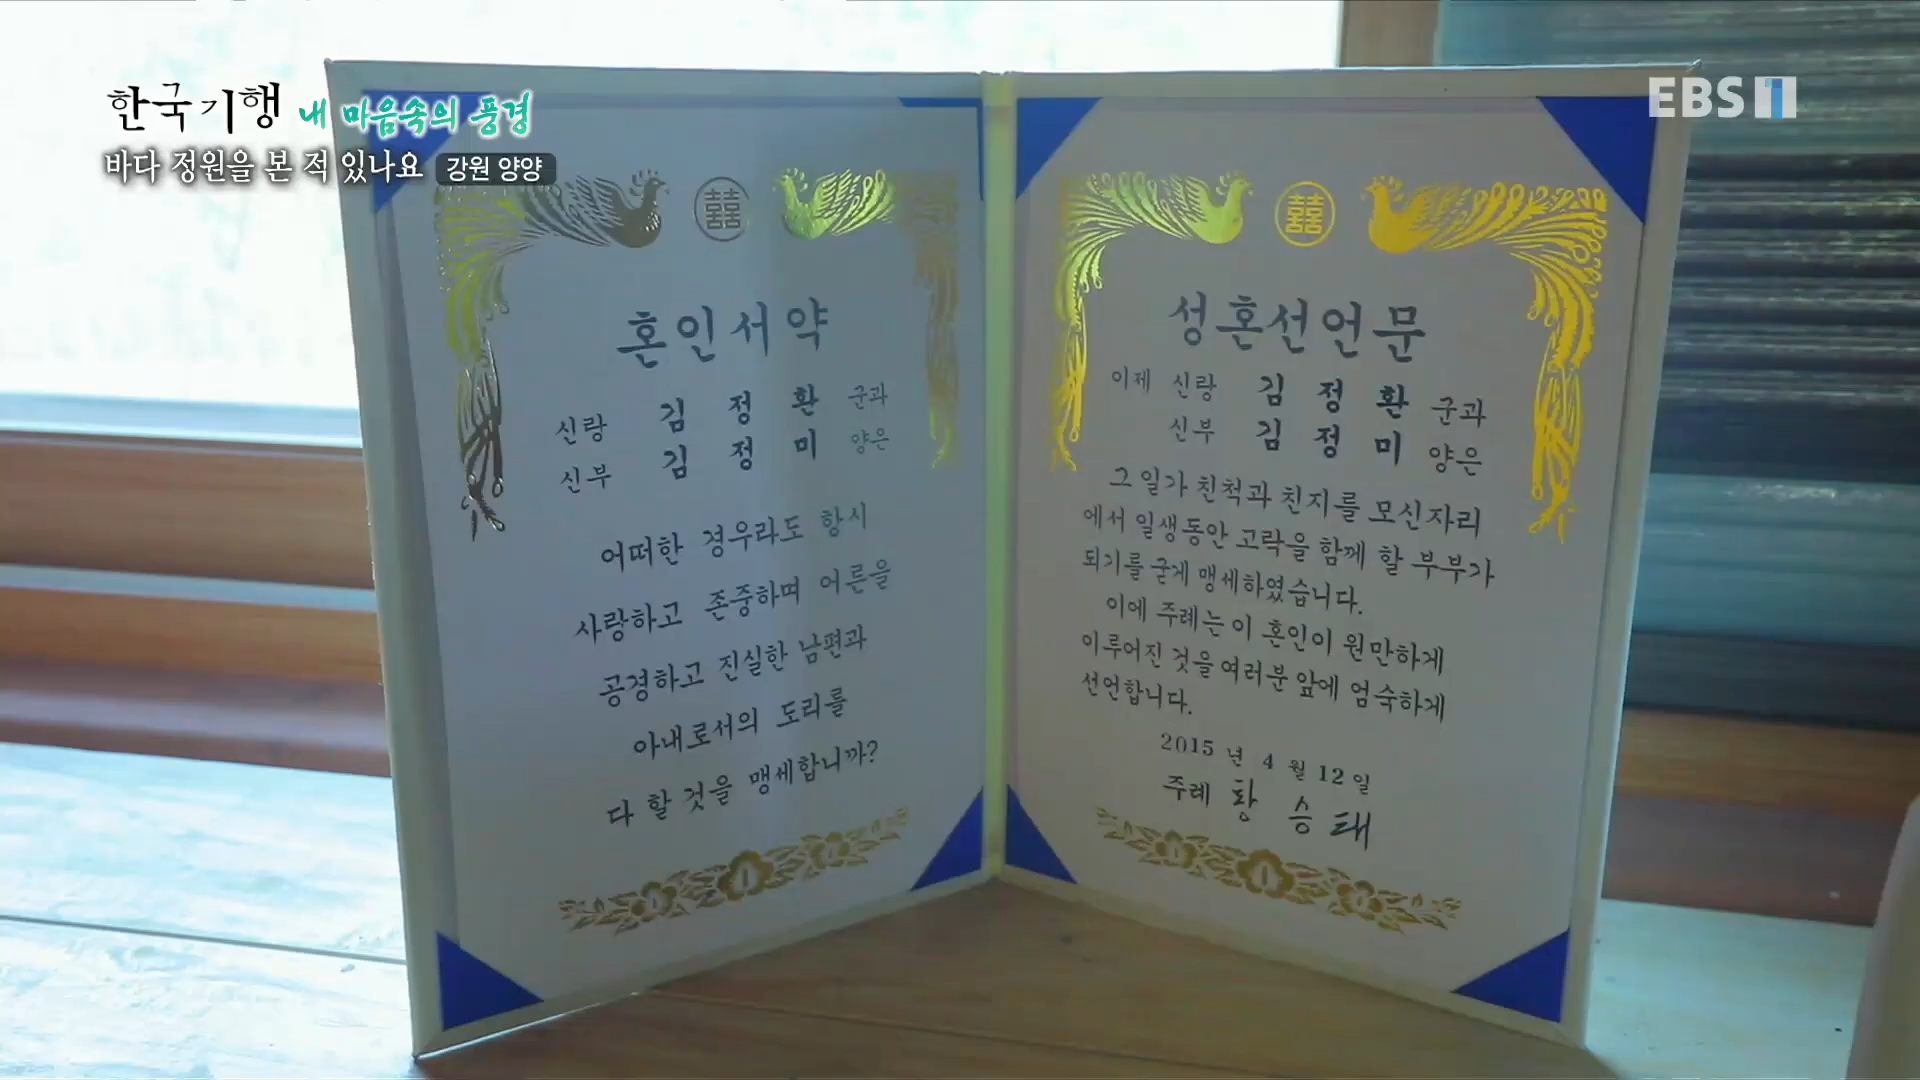 한국기행 내 마음속의 풍경
바다 정원을 본 적 있나요 강원 양양
EBS 1
囍
혼인서약
신랑 김 정 환 군과
신부 김 정 미 양은
어떠한 경우라도 항시
사랑하고 존중하며 어른을
공경하고 진실한 남편과
아내로서의 도리를
다 할 것을 맹세합니까?
囍
성혼선언문
이제 신랑 김 정 환 군과
신부 김 정 미 양은
그 일가 친척과 친지를 모신자리
에서 일생동안 고락을 함께 할 부부가
되기를 굳게 맹세하였습니다.
이에 주례는 이 혼인이 원만하게
이루어진 것을 여러분 앞에 엄숙하게
선언합니다.
2015 년 4 월 12 일
주례 황 승 태